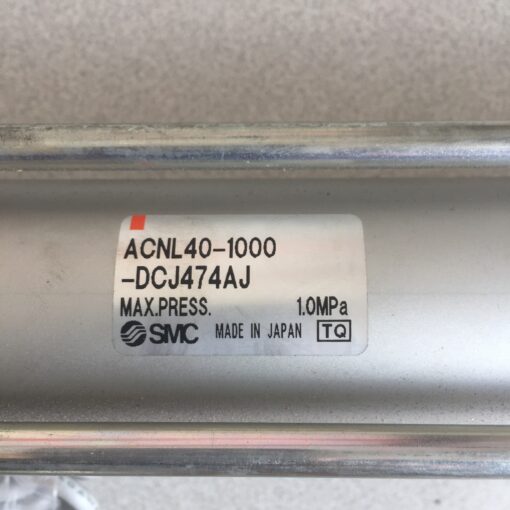 ACNL40-1000
-DCJ474AJ
MAX.PRESS. 1.0MPa
SMC MADE IN JAPAN TQ